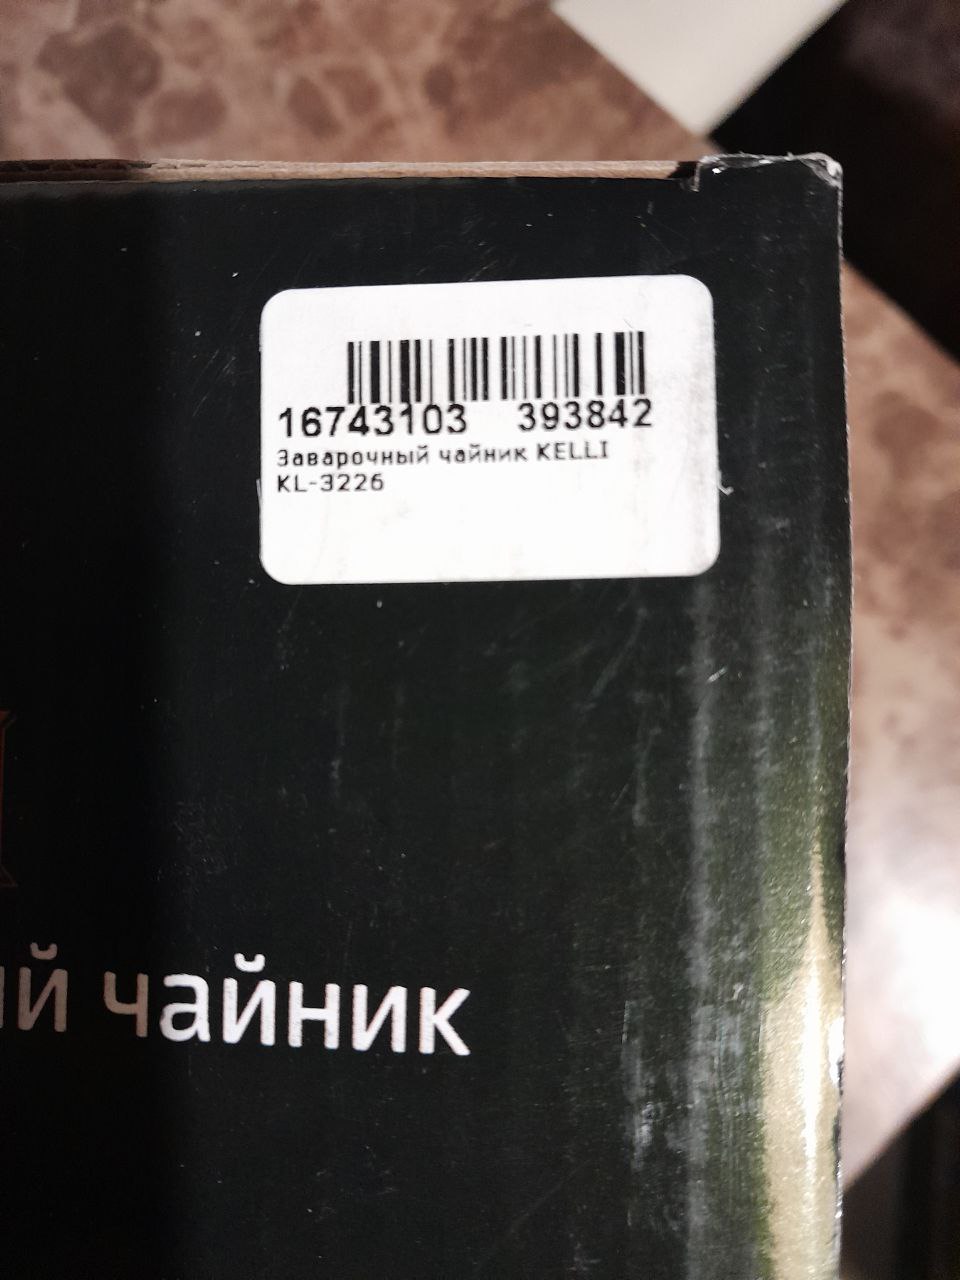 16743103 393842
Заварочный чайник KELLI
KL-3226
чайник